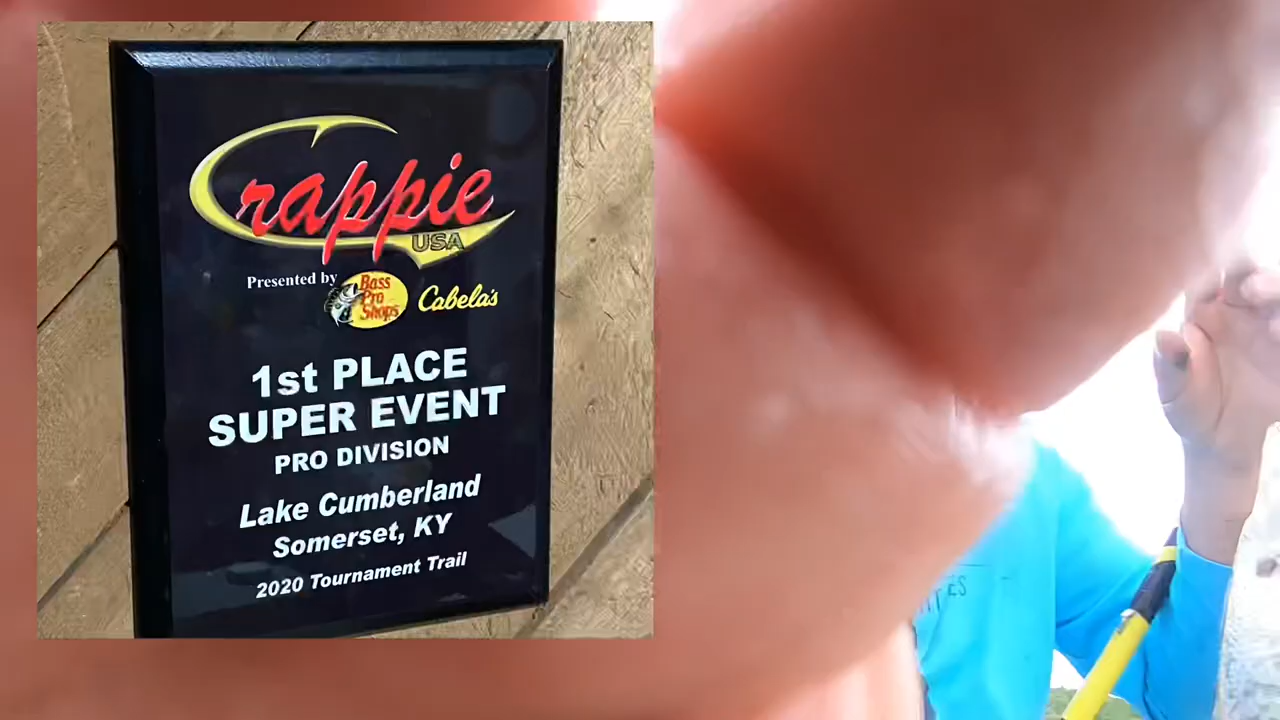 Crappie
USA
Presented by
Bass
Pro
Shops
Cabela's
1st PLACE
SUPER EVENT
PRO DIVISION
Lake Cumberland
Somerset, KY
2020 Tournament Trail